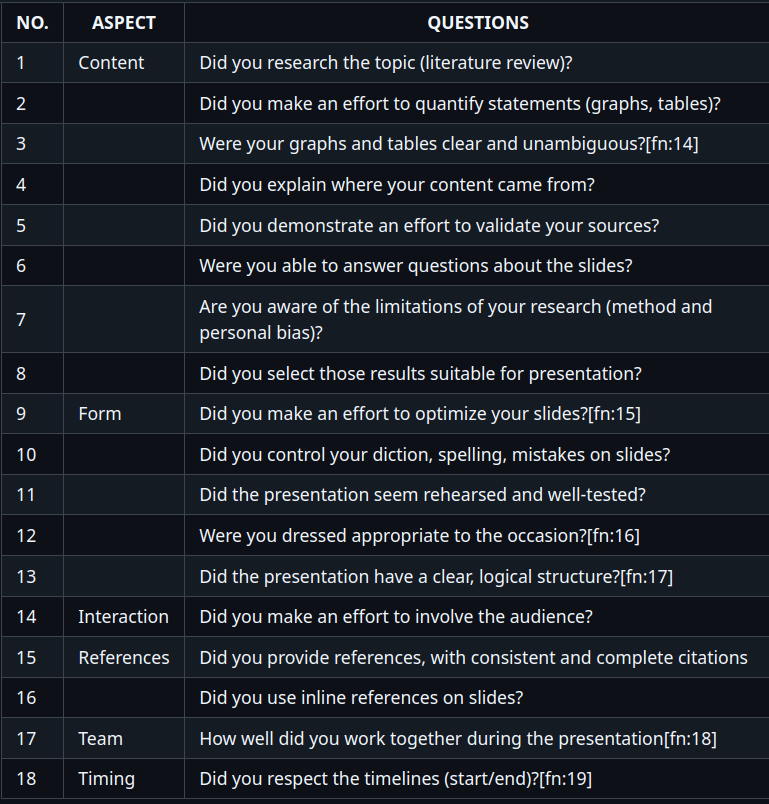 NO. ASPECT QUESTIONS
1 Content Did you research the topic (literature review)?
2 Did you make an effort to quantify statements (graphs, tables)?
3 Were your graphs and tables clear and unambiguous?[fn:14]
4 Did you explain where your content came from?
5 Did you demonstrate an effort to validate your sources?
6 Were you able to answer questions about the slides?
7 Are you aware of the limitations of your research (method and
personal bias)?
8 Did you select those results suitable for presentation?
9 Form Did you make an effort to optimize your slides?[fn:15]
10 Did you control your diction, spelling, mistakes on slides?
11 Did the presentation seem rehearsed and well-tested?
12 Were you dressed appropriate to the occasion?[fn:16]
13 Did the presentation have a clear, logical structure?[fn:17]
14 Interaction Did you make an effort to involve the audience?
15 References Did you provide references, with consistent and complete citations
16 Did you use inline references on slides?
17 Team How well did you work together during the presentation[fn:18]
18 Timing Did you respect the timelines (start/end)?[fn:19]